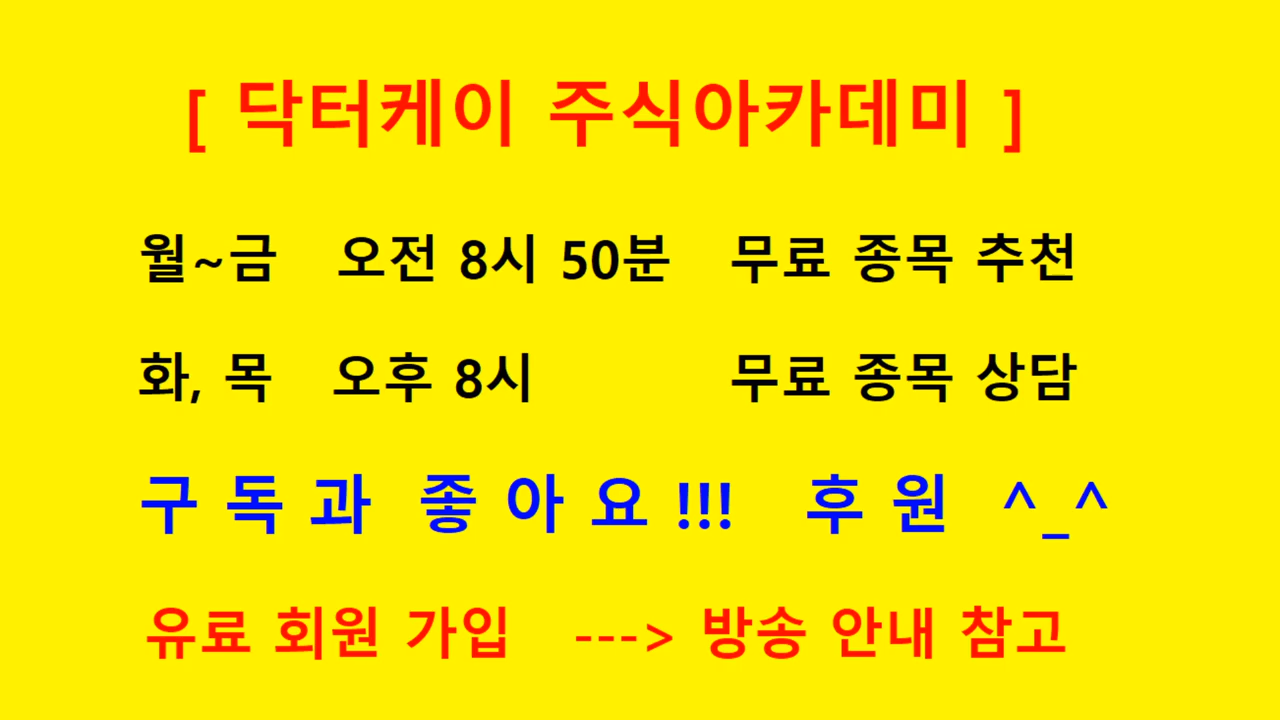 [ 닥터케이 주식아카데미 ]
월~금 오전 8시 50분 무료 종목 추천
화, 목 오후 8시 무료 종목 상담
구 독 과 좋 아 요 !!! 후 원 ^_^
유료 회원 가입 ---> 방송 안내 참고